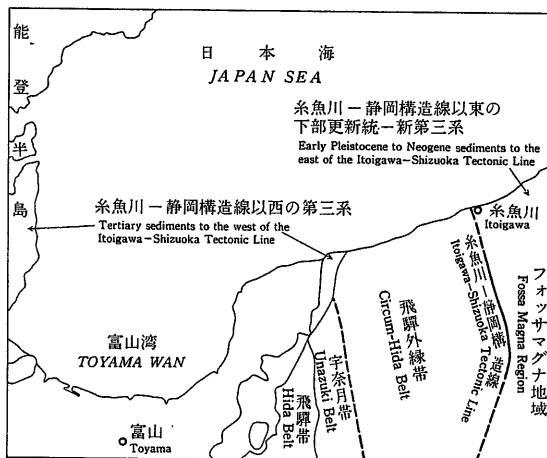 能登半島
日本海
JAPAN SEA
糸魚川－静岡構造線以東の
下部更新統－新第三系
Early Pleistocene to Neogene sediments to the
east of the Itoigawa-Shizuoka Tectonic Line
糸魚川－静岡構造線以西の第三系
Tertiary sediments to the west of the
Itoigawa-Shizuoka Tectonic Line
糸魚川
Itoigawa
富山湾
TOYAMA WAN
富山
Toyama
飛騨帯
Hida Belt
宇奈月帯
Unazuki Belt
飛騨外縁帯
Circum-Hida Belt
糸魚川－静岡構造線
Itoigawa-Shizuoka Tectonic Line
フォッサマグナ地域
Fossa Magna Region